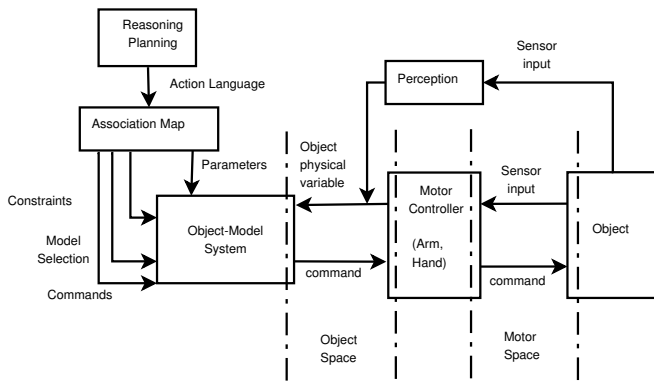 Reasoning
Planning
Action Language
Association Map
Sensor
input
Perception
Parameters
Object
physical
variable
Constraints
Model
Selection
Commands
Object-Model
System
command
Motor
Controller
(Arm,
Hand)
Sensor
input
command
Object
Object
Space
Motor
Space